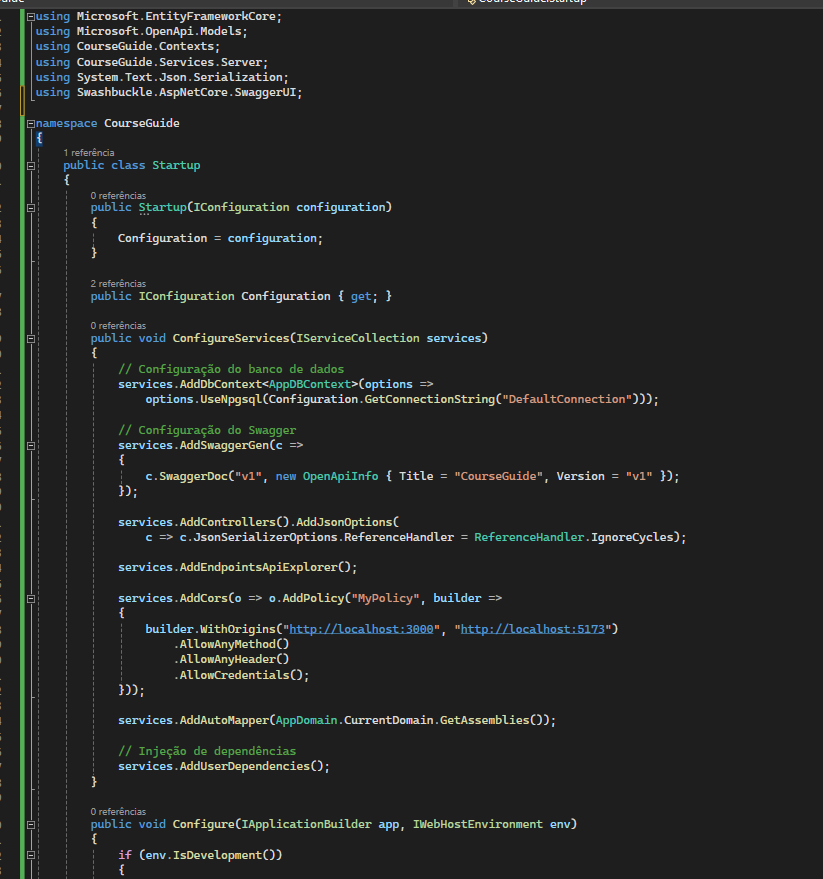 CourseGuide.Startup
using Microsoft.EntityFrameworkCore;
using Microsoft.OpenApi.Models;
using CourseGuide.Contexts;
using CourseGuide.Services.Server;
using System.Text.Json.Serialization;
using Swashbuckle.AspNetCore.SwaggerUI;
namespace CourseGuide
{
1 referência
public class Startup
{
0 referências
public Startup(IConfiguration configuration)
{
Configuration = configuration;
}
2 referências
public IConfiguration Configuration { get; }
0 referências
public void ConfigureServices(IServiceCollection services)
{
// Configuração do banco de dados
services.AddDbContext<AppDBContext>(options =>
options.UseNpgsql(Configuration.GetConnectionString("DefaultConnection")));
// Configuração do Swagger
services.AddSwaggerGen(c =>
{
c.SwaggerDoc("v1", new OpenApiInfo { Title = "CourseGuide", Version = "v1" });
});
services.AddControllers().AddJsonOptions(
c => c.JsonSerializerOptions.ReferenceHandler = ReferenceHandler.IgnoreCycles);
services.AddEndpointsApiExplorer();
services.AddCors(o => o.AddPolicy("MyPolicy", builder =>
{
builder.WithOrigins("http://localhost:3000", "http://localhost:5173")
.AllowAnyMethod()
.AllowAnyHeader()
.AllowCredentials();
}));
services.AddAutoMapper(AppDomain.CurrentDomain.GetAssemblies());
// Injeção de dependências
services.AddUserDependencies();
}
0 referências
public void Configure(IApplicationBuilder app, IWebHostEnvironment env)
{
if (env.IsDevelopment())
{